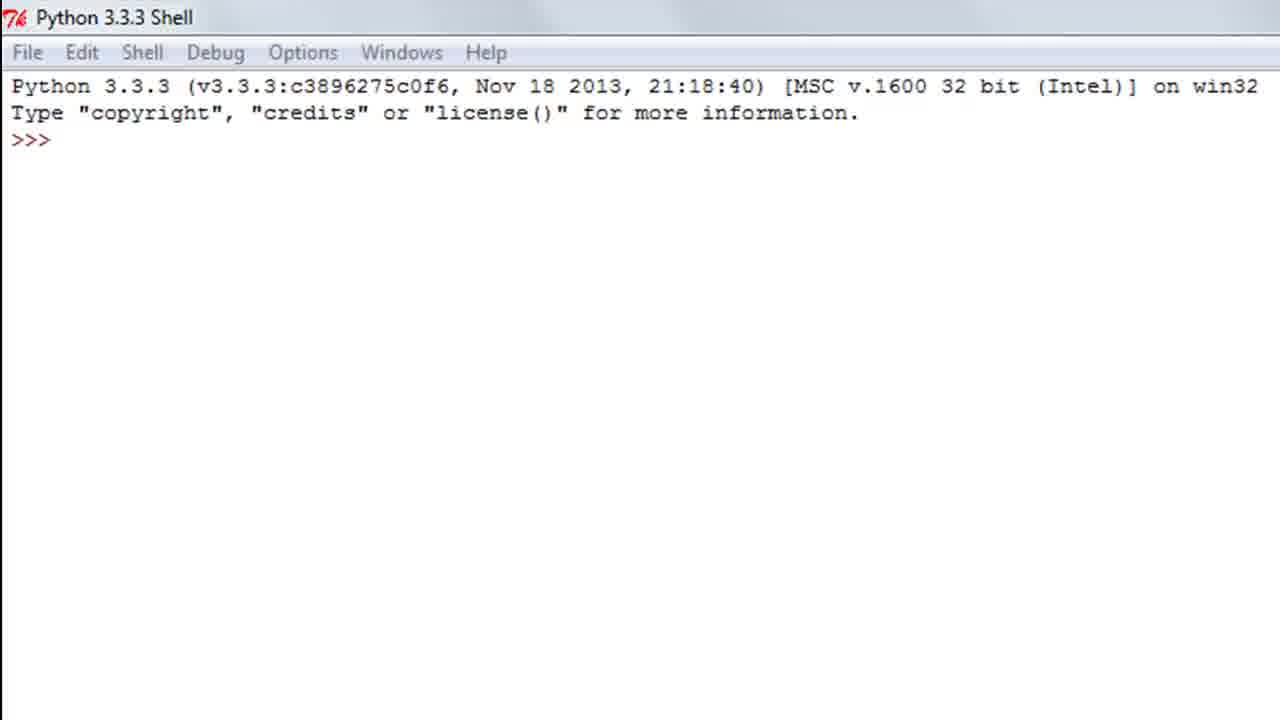 Python 3.3.3 Shell
File Edit Shell Debug Options Windows Help
Python 3.3.3 (v3.3.3:c3896275c0f6, Nov 18 2013, 21:18:40) [MSC v.1600 32 bit (Intel)] on win32
Type "copyright", "credits" or "license()" for more information.
>>>